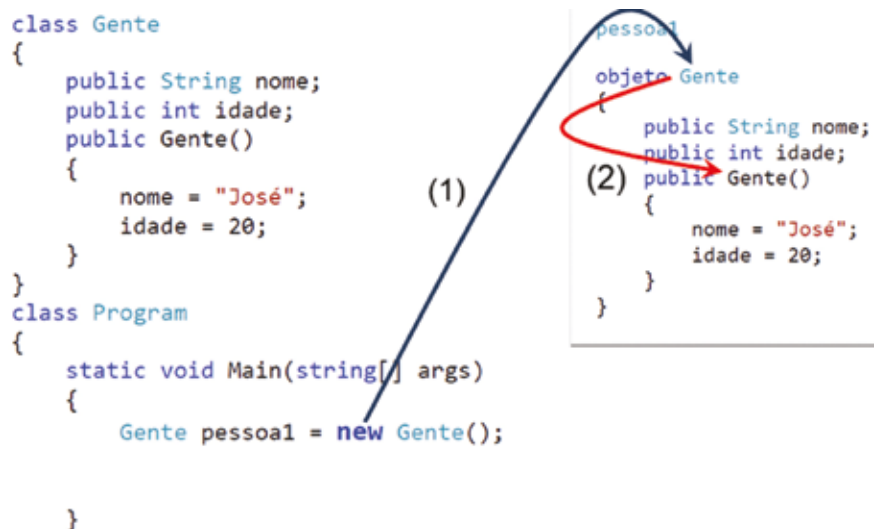 class Gente
{
public String nome;
public int idade;
public Gente()
{
nome = "José";
idade = 20;
}
}
class Program
{
static void Main(string[] args)
{
Gente pessoa1 = new Gente();
}
(1)
pessoa1
objeto Gente
{
public String nome;
public int idade;
(2) public Gente()
{
nome = "José";
idade = 20;
}
}